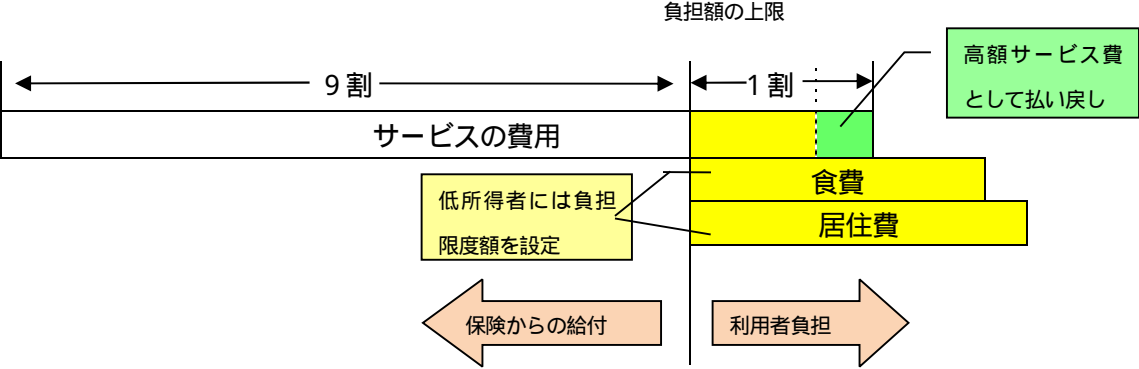 負担額の上限
9割
1割
高額サービス費
として払い戻し
サービスの費用
食費
低所得者には負担
限度額を設定
居住費
保険からの給付
利用者負担